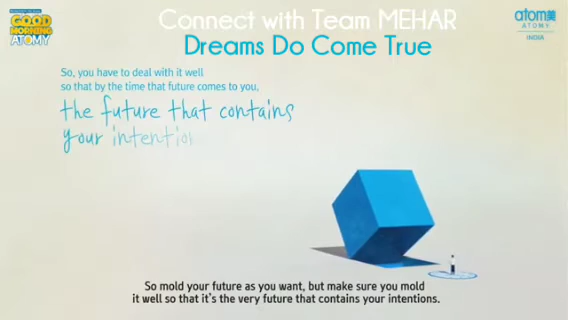 GOOD
MORNING
ATOMY
Connect with Team MEHAR
Dreams Do Come True
atom美
ATOMY
INDIA
So, you have to deal with it well
so that by the time that future comes to you,
the future that contains
your intention
So mold your future as you want, but make sure you mold
it well so that it's the very future that contains your intentions.